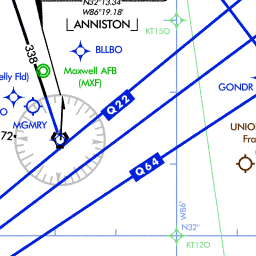 N32°13.34'
W86°19.18'
ANNISTON
KT15O
BLLBO
338
Maxwell AFB
(MXF)
elly Fld)
GONDR
O
MGMRY
Q22
UNIO
Fra
72°
Q64
W86°
N32°
KT12O